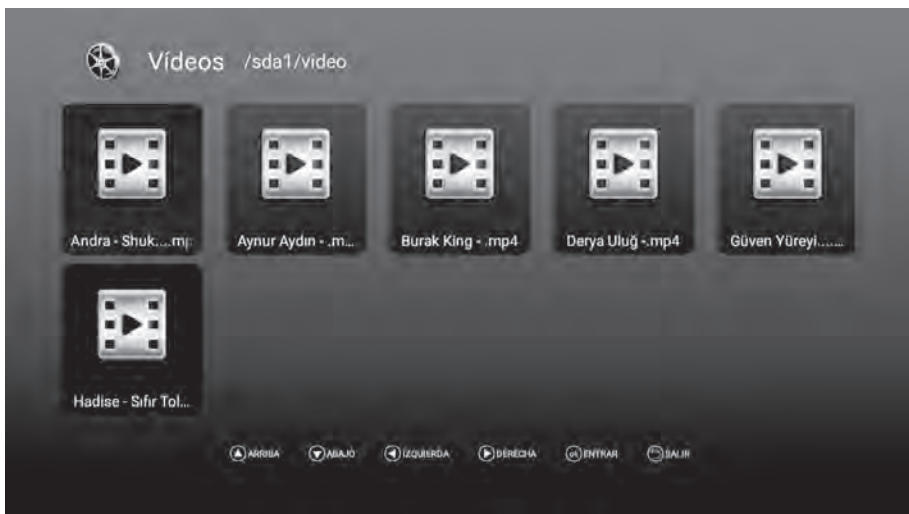 Vídeos /sda1/video
Andra - Shuk....mp Aynur Aydın - .m... Burak King - .mp4 Derya Uluğ -.mp4 Güven Yüreyi......
Hadise - Sıfır Tol...
ARRIBA ABAJO IZQUIERDA DERECHA ok ENTRAR SALIR